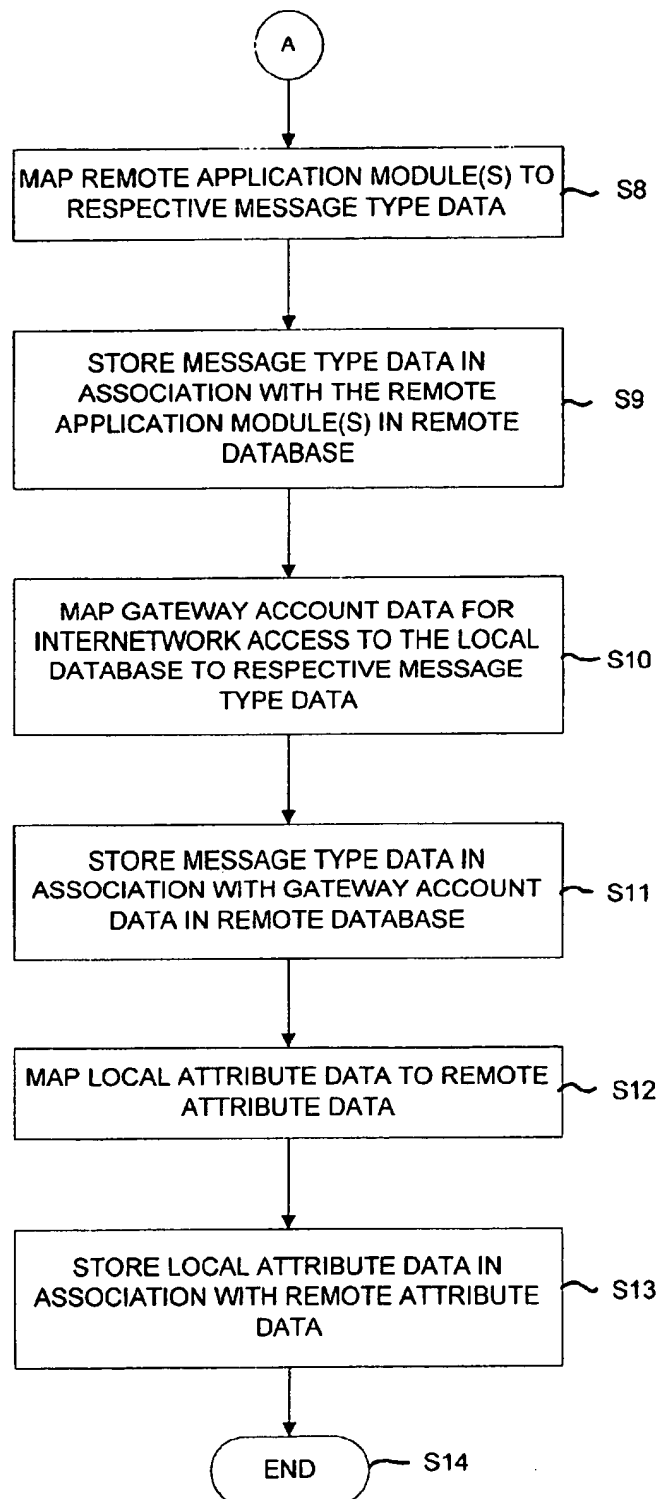 A
MAP REMOTE APPLICATION MODULE(S) TO
RESPECTIVE MESSAGE TYPE DATA
S8
STORE MESSAGE TYPE DATA IN
ASSOCIATION WITH THE REMOTE
APPLICATION MODULE(S) IN REMOTE
DATABASE
S9
MAP GATEWAY ACCOUNT DATA FOR
INTERNETWORK ACCESS TO THE LOCAL
DATABASE TO RESPECTIVE MESSAGE
TYPE DATA
S10
STORE MESSAGE TYPE DATA IN
ASSOCIATION WITH GATEWAY ACCOUNT
DATA IN REMOTE DATABASE
S11
MAP LOCAL ATTRIBUTE DATA TO REMOTE
ATTRIBUTE DATA
S12
STORE LOCAL ATTRIBUTE DATA IN
ASSOCIATION WITH REMOTE ATTRIBUTE
DATA
S13
END
S14